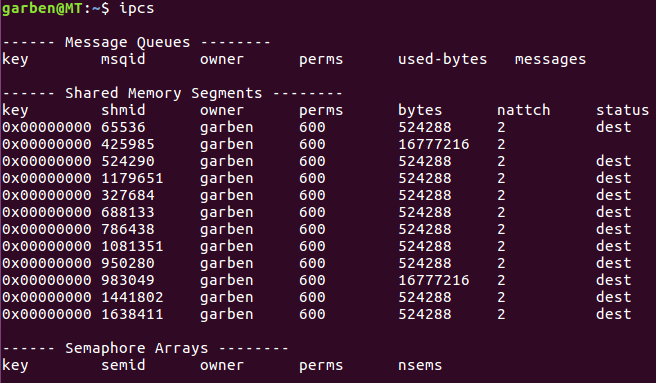 garben@MT:~$ ipcs
------ Message Queues --------
key        msqid      owner      perms      used-bytes   messages
------ Shared Memory Segments --------
key        shmid      owner      perms      bytes      nattch     status
0x00000000 65536      garben     600        524288     2          dest
0x00000000 425985     garben     600        16777216   2
0x00000000 524290     garben     600        524288     2          dest
0x00000000 1179651    garben     600        524288     2          dest
0x00000000 327684     garben     600        524288     2          dest
0x00000000 688133     garben     600        524288     2          dest
0x00000000 786438     garben     600        524288     2          dest
0x00000000 1081351    garben     600        524288     2          dest
0x00000000 950280     garben     600        524288     2          dest
0x00000000 983049     garben     600        16777216   2          dest
0x00000000 1441802    garben     600        524288     2          dest
0x00000000 1638411    garben     600        524288     2          dest
------ Semaphore Arrays --------
key        semid      owner      perms      nsems